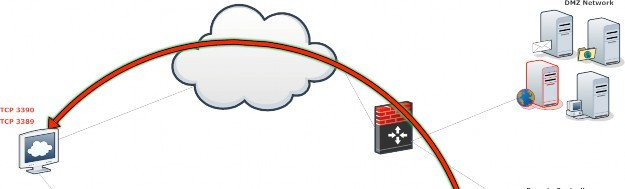 DMZ Network
TCP 3390
TCP 3389